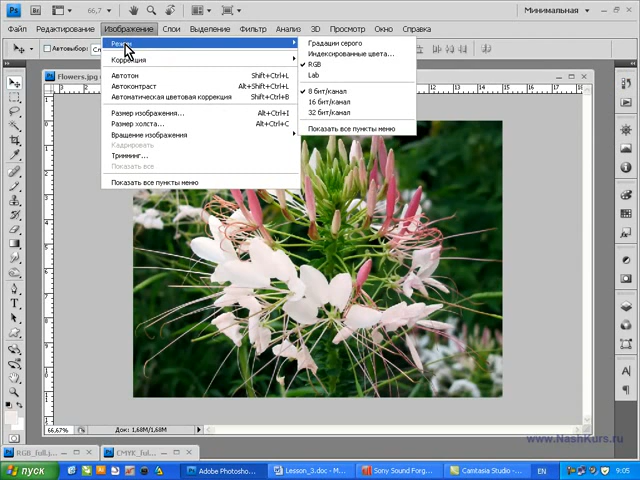 Ps
Br
66,7
Минимальная
Файл Редактирование Изображение Слои Выделение Фильтр Анализ 3D Просмотр Окно Справка
Автовыбор:
Flowers.jpg
Режим
Коррекция
Автотон Shift+Ctrl+L
Автоконтраст Alt+Shift+Ctrl+L
Автоматическая цветовая коррекция Shift+Ctrl+B
Размер изображения... Alt+Ctrl+I
Размер холста... Alt+Ctrl+C
Вращение изображения
Кадрировать
Тримминг...
Показать все
Показать все пункты меню
Градации серого
Индексированные цвета...
RGB
Lab
8 бит/канал
16 бит/канал
32 бит/канал
Показать все пункты меню
66,67%
Док: 1,68M/1,68M
www.NashKurs.ru
RGB_full.j...
CMYK_ful...
пуск
Adobe Photosho...
Lesson_3.doc - M...
Sony Sound Forg...
Camtasia Studio -...
EN
9:05